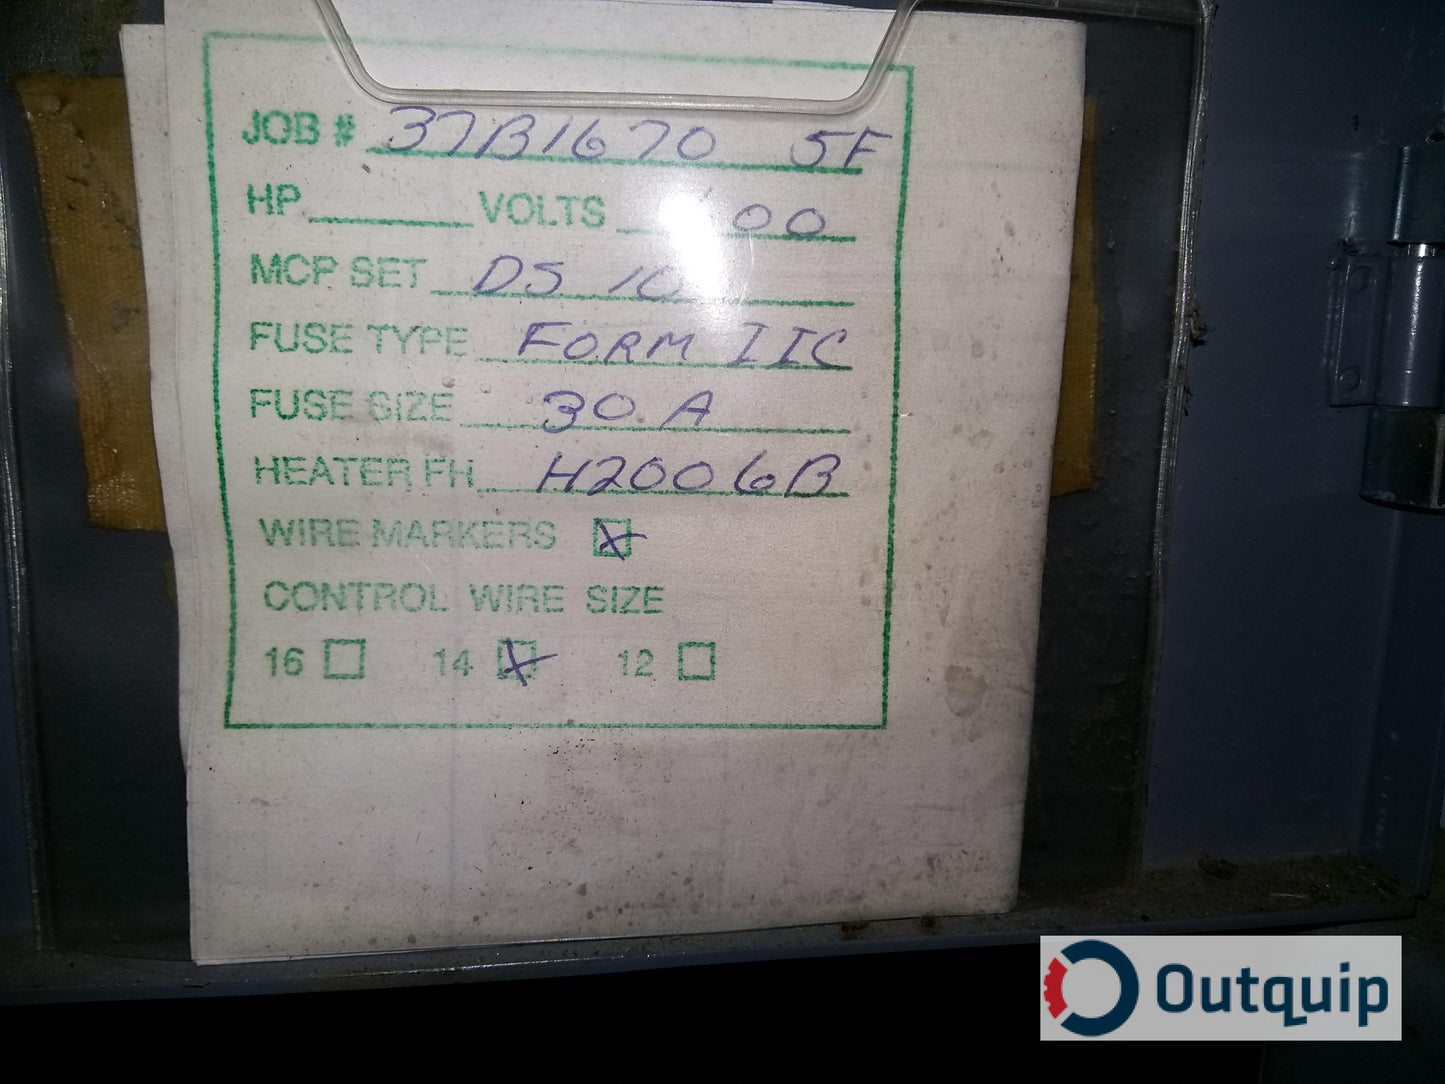 JOB # 37B1670 5F
HP VOLTS 00
MCP SET DS 10
FUSE TYPE FORM IIC
FUSE SIZE 30 A
HEATER FH H2006B
WIRE MARKERS
CONTROL WIRE SIZE
16 14 12
Outquip